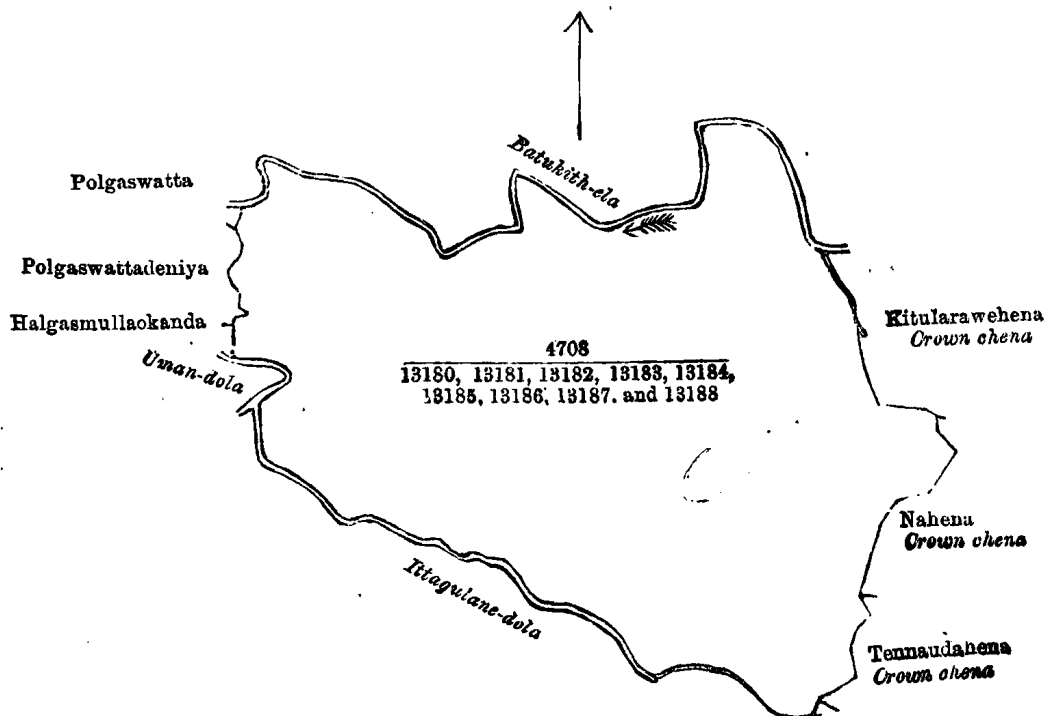 Batukith-ela
Polgaswatta
Polgaswattadeniya
Halgasmullaokanda
Uman-dola
Kitularawehena
Crown chena
4708
13180, 13181, 13182, 13183, 13184,
13185, 13186, 13187. and 13188
Nahena
Crown chena
Ittagulane-dola
Tennaudahena
Crown chena